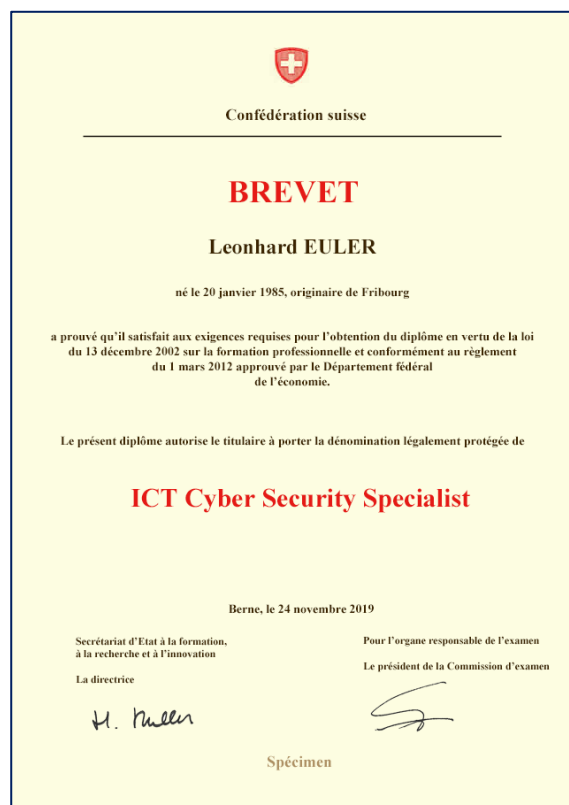 Confédération suisse
BREVET
Leonhard EULER
né le 20 janvier 1985, originaire de Fribourg
a prouvé qu'il satisfait aux exigences requises pour l'obtention du diplôme en vertu de la loi
du 13 décembre 2002 sur la formation professionnelle et conformément au règlement
du 1 mars 2012 approuvé par le Département fédéral
de l'économie.
Le présent diplôme autorise le titulaire à porter la dénomination légalement protégée de
ICT Cyber Security Specialist
Berne, le 24 novembre 2019
Secrétariat d'Etat à la formation,
à la recherche et à l'innovation
La directrice
Pour l'organe responsable de l'examen
Le président de la Commission d'examen
Spécimen